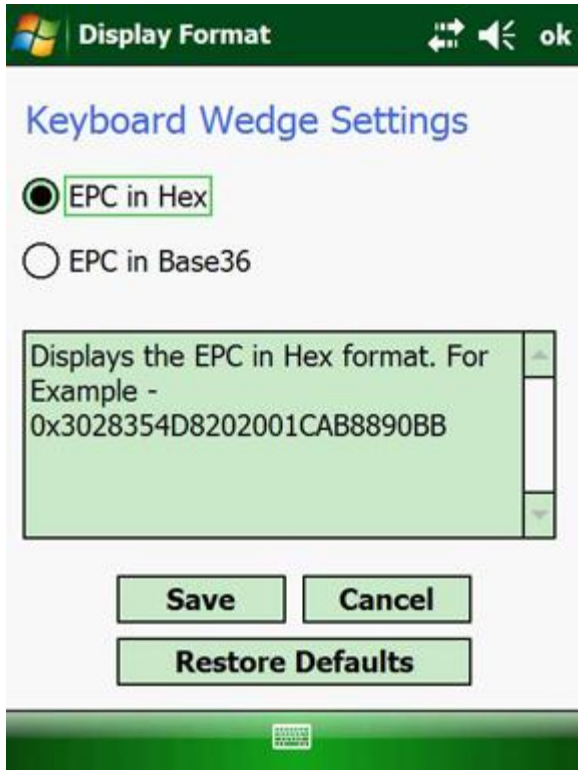 Display Format
ok
Keyboard Wedge Settings
EPC in Hex
EPC in Base36
Displays the EPC in Hex format. For
Example -
0x3028354D8202001CAB8890BB
Save
Cancel
Restore Defaults